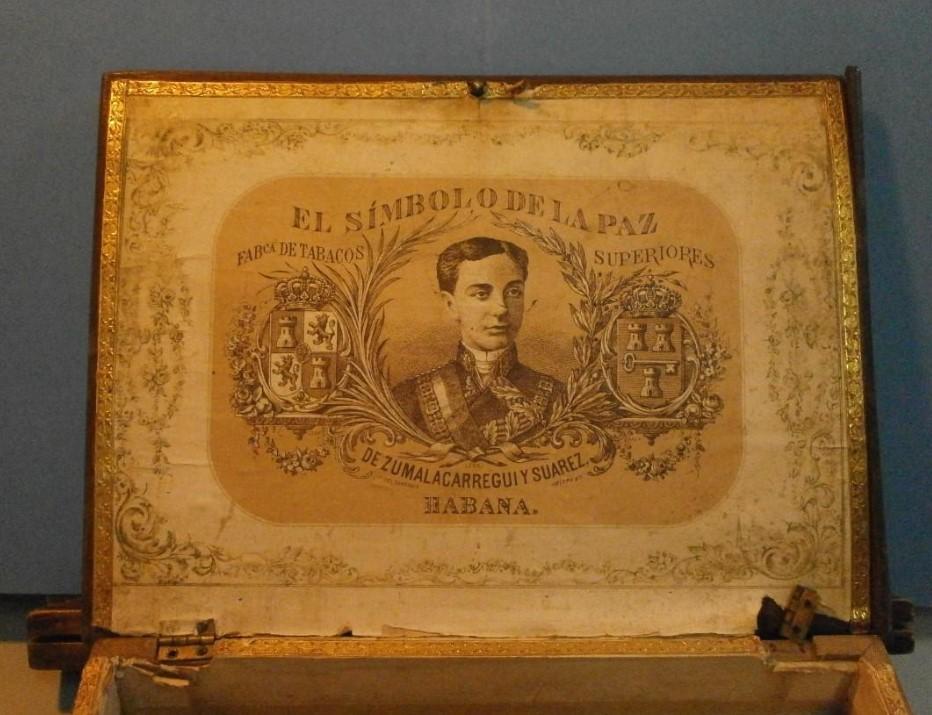 EL SÍMBOLO DE LA PAZ
FABCA DE TABACOS
SUPERIORES
DE ZUMALACARREGUI Y SUAREZ.
HABANA.